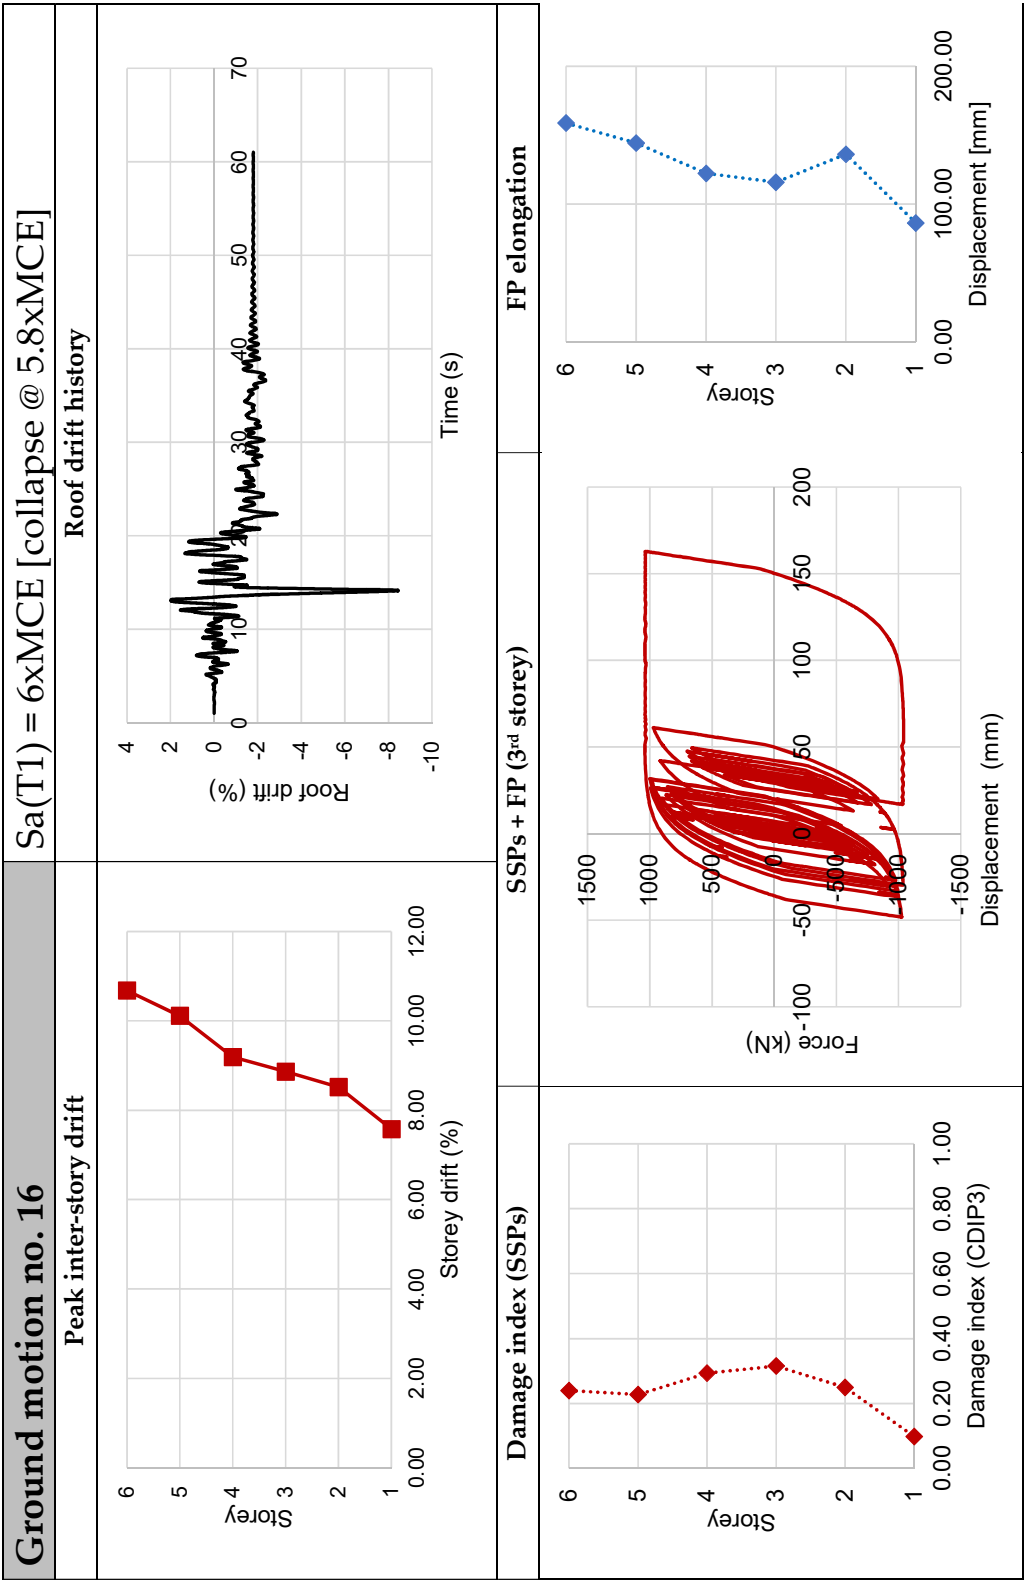 Ground motion no. 16
Sa(T1) = 6xMCE [collapse @ 5.8xMCE]
Peak inter-story drift
Roof drift history
6
5
4
3
2
1
Storey
0.00 2.00 4.00 6.00 8.00 10.00 12.00
Storey drift (%)
4
2
0
-2
-4
-6
-8
-10
Roof drift (%)
0 10 20 30 40 50 60 70
Time (s)
Damage index (SSPs)
SSPs + FP (3rd storey)
FP elongation
6
5
4
3
2
1
Storey
0.00 0.20 0.40 0.60 0.80 1.00
Damage index (CDIP3)
1500
1000
500
0
-500
-1000
-1500
Force (kN)
-100 -50 0 50 100 150 200
Displacement (mm)
6
5
4
3
2
1
Storey
0.00 100.00 200.00
Displacement [mm]